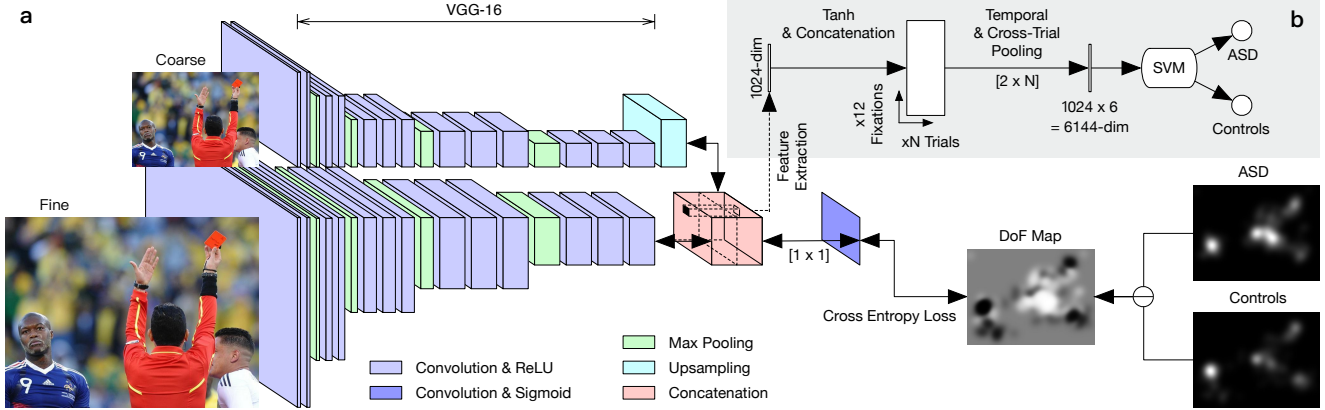 a
VGG-16
Coarse
Fine
9
9
Convolution & ReLU
Convolution & Sigmoid
Max Pooling
Upsampling
Concatenation
b
1024-dim
Tanh
& Concatenation
x12
Fixations
xN Trials
Temporal
& Cross-Trial
Pooling
[2 x N]
1024 x 6
= 6144-dim
SVM
ASD
Controls
Feature
Extraction
[1 x 1]
Cross Entropy Loss
DoF Map
ASD
Controls